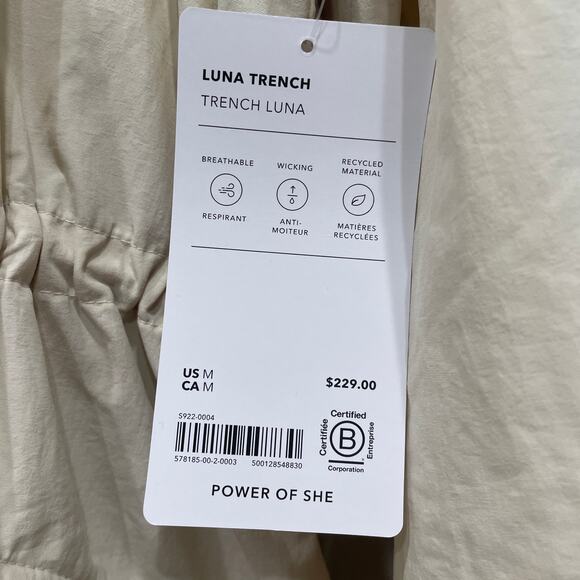 LUNA TRENCH
TRENCH LUNA
BREATHABLE
RESPIRANT
WICKING
ANTI-
MOITEUR
RECYCLED
MATERIAL
MATIÈRES
RECYCLÉES
US M
CA M
$229.00
S922-0004
578185-00-2-0003 500128548830
Certified
Certifiée
B
Entreprise
Corporation
POWER OF SHE